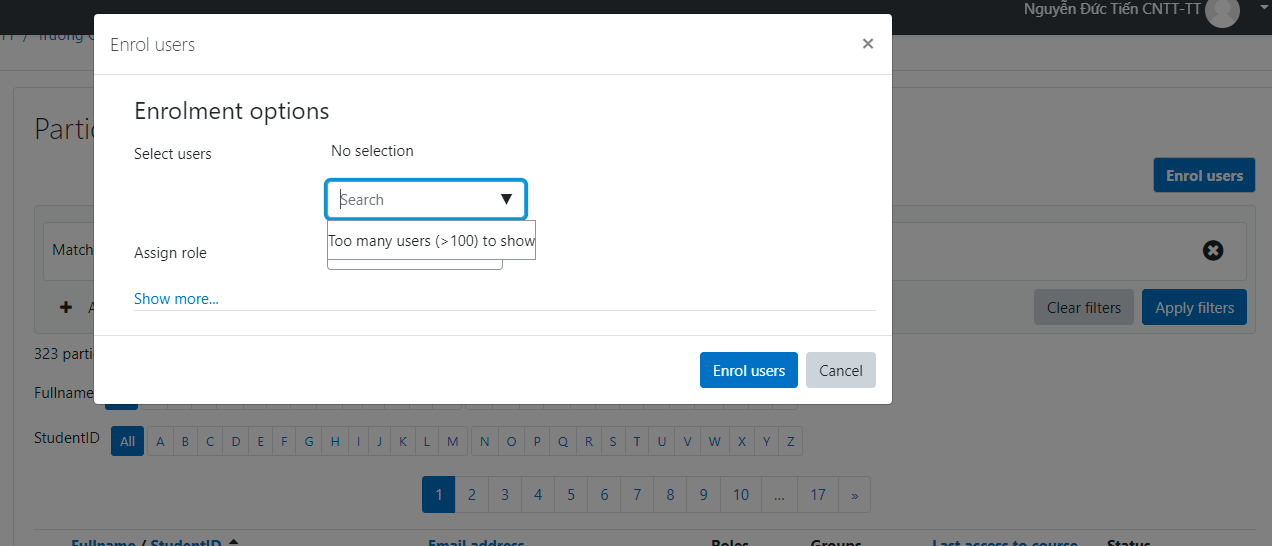 Nguyễn Đức Tiến CNTT-TT
Enrol users
×
Enrolment options
Select users
No selection
Search ▼
Too many users (>100) to show
Assign role
Show more...
Enrol users
Cancel
Enrol users
Match
Clear filters
Apply filters
323 parti
Fullname
StudentID
All A B C D E F G H I J K L M N O P Q R S T U V W X Y Z
1 2 3 4 5 6 7 8 9 10 ... 17 »
Fullname / StudentID
Email address
Roles
Groups
Last access to course
Status